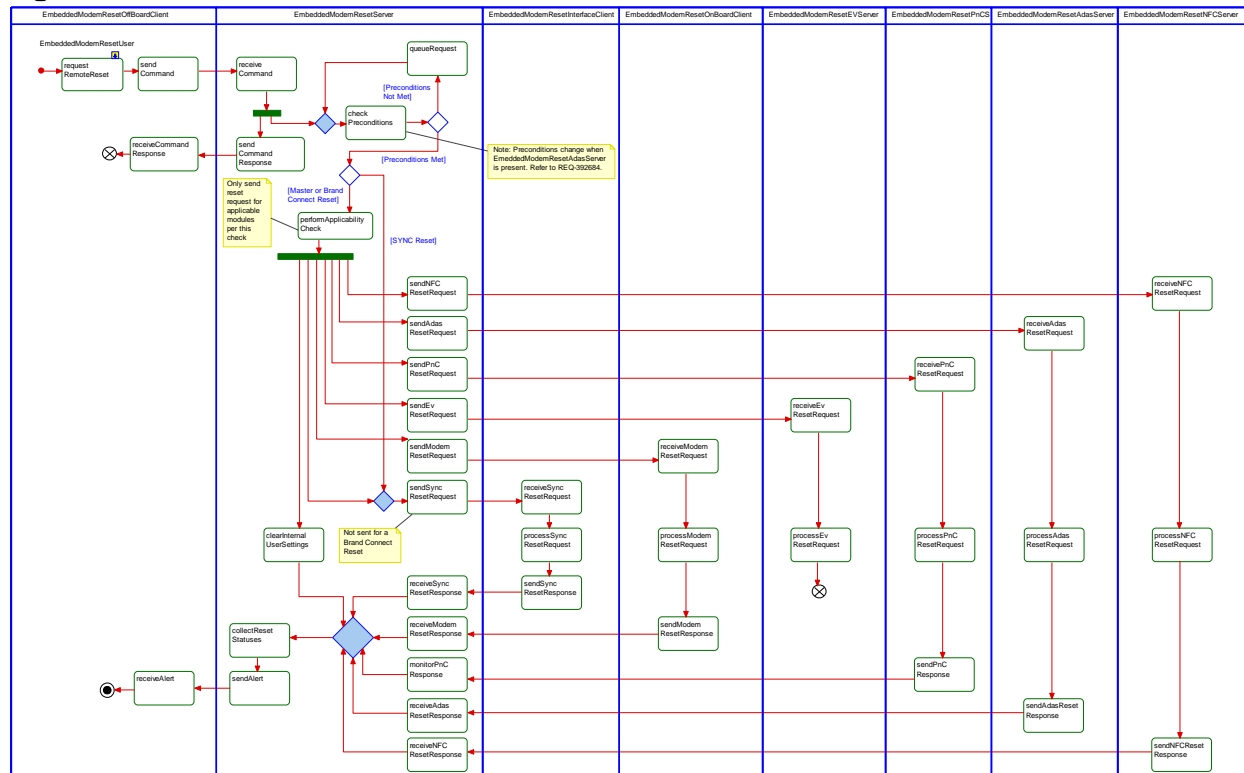 EmbeddedModemResetOffBoardClient
EmbeddedModemResetServer
EmbeddedModemResetInterfaceClient
EmbeddedModemResetOnBoardClient
EmbeddedModemResetEVServer
EmbeddedModemResetPnCS
EmbeddedModemResetAdasServer
EmbeddedModemResetNFCServer
EmbeddedModemResetUser
request
RemoteReset
send
Command
receive
Command
queueRequest
[Preconditions
Not Met]
check
Preconditions
receiveCommand
Response
send
Command
Response
[Preconditions Met]
Note: Preconditions change when
EmeddedModemResetAdasServer
is present. Refer to REQ-392684.
Only send
reset
request for
applicable
modules
per this
check
[Master or Brand
Connect Reset]
performApplicability
Check
[SYNC Reset]
sendNFC
ResetRequest
receiveNFC
ResetRequest
sendAdas
ResetRequest
receiveAdas
ResetRequest
sendPnC
ResetRequest
receivePnC
ResetRequest
sendEv
ResetRequest
receiveEv
ResetRequest
sendModem
ResetRequest
receiveModem
ResetRequest
sendSync
ResetRequest
receiveSync
ResetRequest
clearInternal
UserSettings
Not sent for a
Brand Connect
Reset
processSync
ResetRequest
processModem
ResetRequest
processEv
ResetRequest
processPnC
ResetRequest
processAdas
ResetRequest
processNFC
ResetRequest
receiveSync
ResetResponse
sendSync
ResetResponse
collectReset
Statuses
receiveModem
ResetResponse
sendModem
ResetResponse
receiveAlert
sendAlert
monitorPnC
Response
sendPnC
Response
receiveAdas
ResetResponse
sendAdasReset
Response
receiveNFC
ResetResponse
sendNFCReset
Response